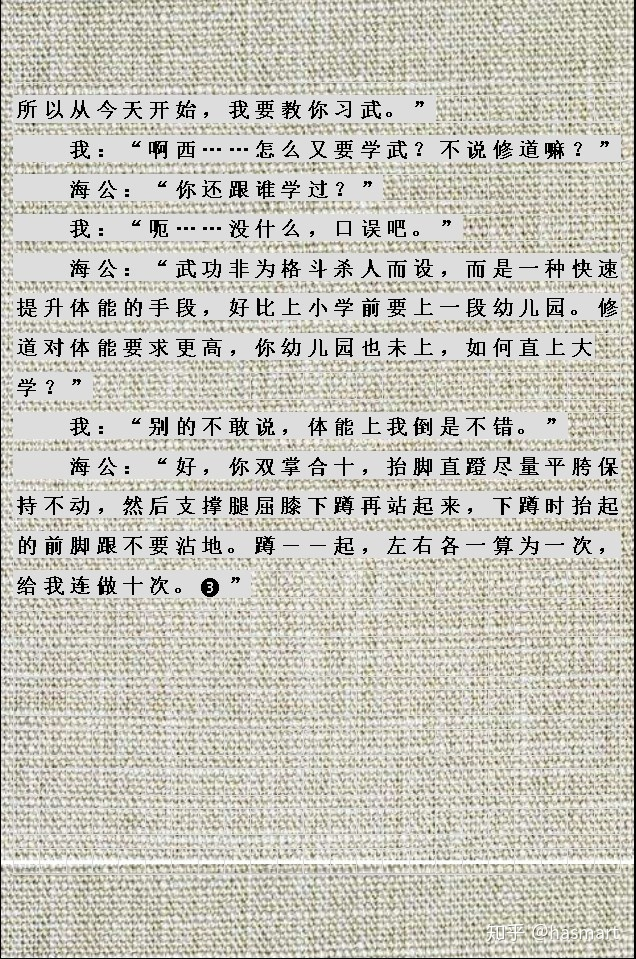 所以从今天开始，我要教你习武。”
我：“啊西……怎么又要学武？不说修道嘛？”
海公：“你还跟谁学过？”
我：“呃……没什么，口误吧。”
海公：“武功非为格斗杀人而设，而是一种快速
提升体能的手段，好比上小学前要上一段幼儿园。修
道对体能要求更高，你幼儿园也未上，如何直上大
学？”
我：“别的不敢说，体能上我倒是不错。”
海公：“好，你双掌合十，抬脚直蹬尽量平胯保
持不动，然后支撑腿屈膝下蹲再站起来，下蹲时抬起
的前脚跟不要沾地。蹲——起，左右各一算为一次，
给我连做十次。❸”
知乎 @hasmart